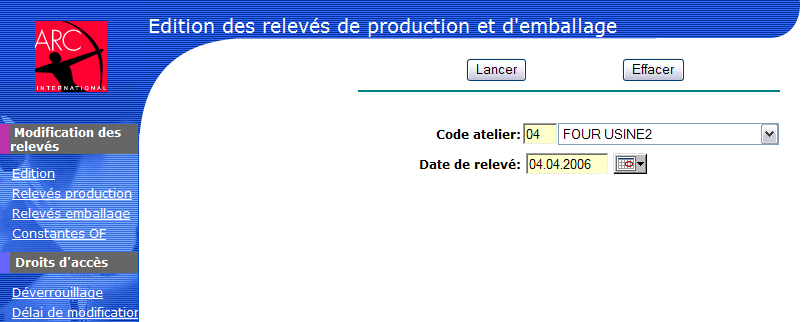 ARC
INTERNATIONAL
Edition des relevés de production et d'emballage
Lancer Effacer
Code atelier: 04 FOUR USINE2
Date de relevé: 04.04.2006
Modification des
relevés
Edition
Relevés production
Relevés emballage
Constantes OF
Droits d'accès
Déverrouillage
Délai de modification